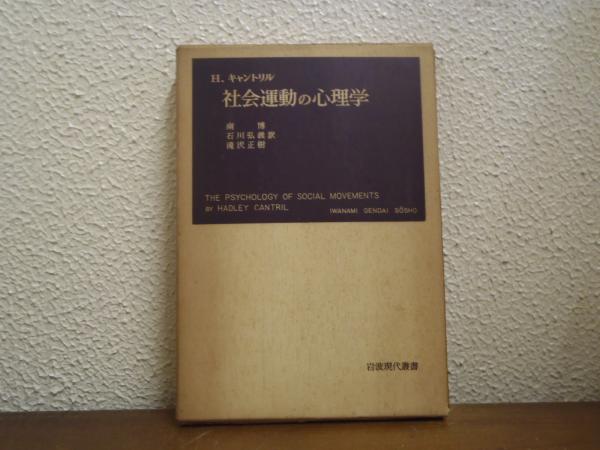 H. キャントリル
社会運動の心理学
南 博
石川弘義訳
滝沢正樹
THE PSYCHOLOGY OF SOCIAL MOVEMENTS
BY HADLEY CANTRIL IWANAMI GENDAI SŌSHO
岩波現代叢書